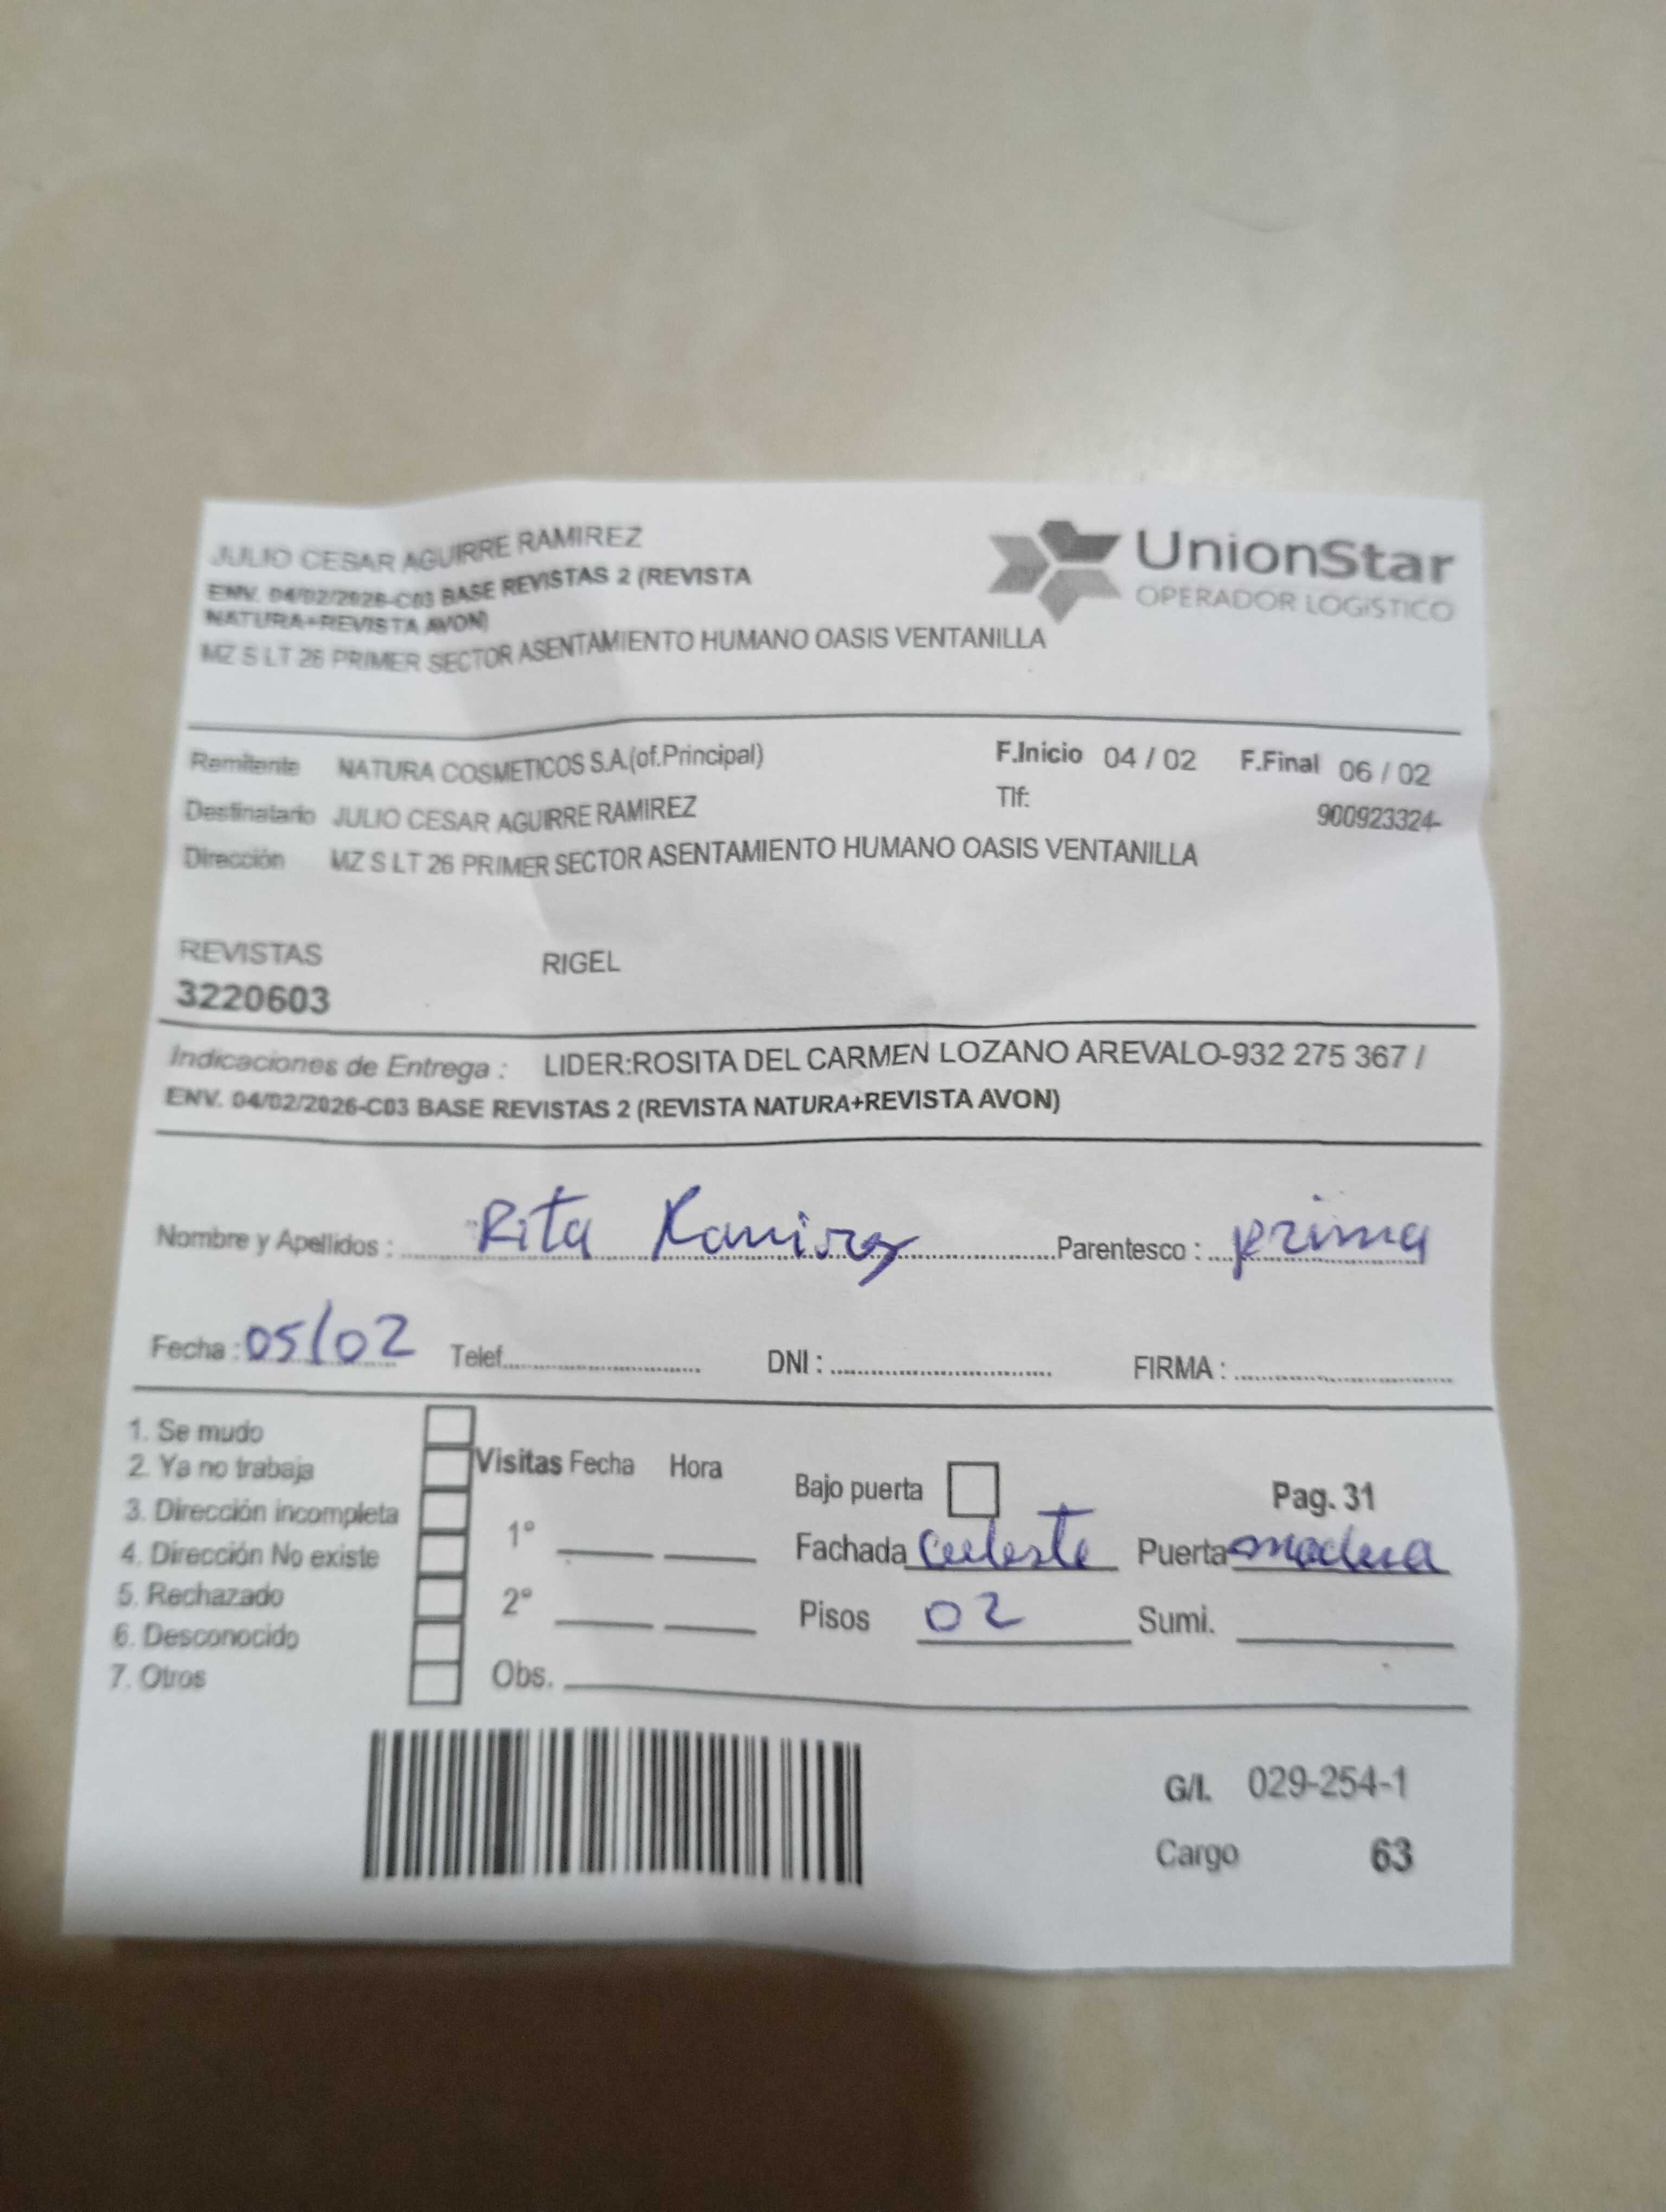 JULIO CESAR AGUIRRE RAMIREZ
ENV. 04/02/2026-C03 BASE REVISTAS 2 (REVISTA
NATURA+REVISTA AVON)
MZ S LT 26 PRIMER SECTOR ASENTAMIENTO HUMANO OASIS VENTANILLA
UnionStar
OPERADOR LOGíSTICO
Remitente NATURA COSMETICOS S.A.(of.Principal) F.Inicio 04 / 02 F.Final 06 / 02
Destinatario JULIO CESAR AGUIRRE RAMIREZ Tlf: 900923324-
Dirección MZ S LT 26 PRIMER SECTOR ASENTAMIENTO HUMANO OASIS VENTANILLA
REVISTAS RIGEL
3220603
Indicaciones de Entrega : LIDER:ROSITA DEL CARMEN LOZANO AREVALO-932 275 367 /
ENV. 04/02/2026-C03 BASE REVISTAS 2 (REVISTA NATURA+REVISTA AVON)
Nombre y Apellidos : Rita Ramirez Parentesco : prima
Fecha : 05/02 Telef. DNI : FIRMA :
1. Se mudo
2. Ya no trabaja
3. Dirección incompleta
4. Dirección No existe
5. Rechazado
6. Desconocido
7. Otros
Visitas Fecha Hora
1°
2°
Obs.
Bajo puerta Pag. 31
Fachada Celeste Puerta madera
Pisos 02 Sumi.
G/I. 029-254-1
Cargo 63